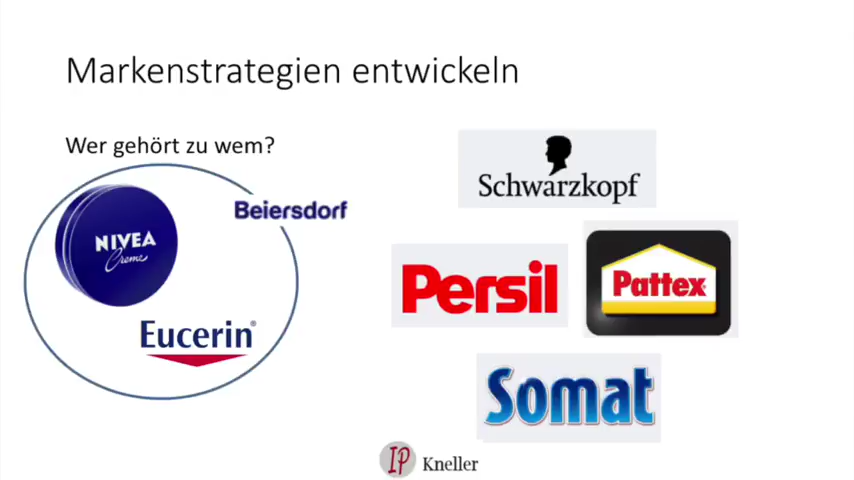 Markenstrategien entwickeln
Wer gehört zu wem?
NIVEA
Creme
Beiersdorf
Eucerin®
Schwarzkopf
Persil
Pattex
Somat
IP Kneller